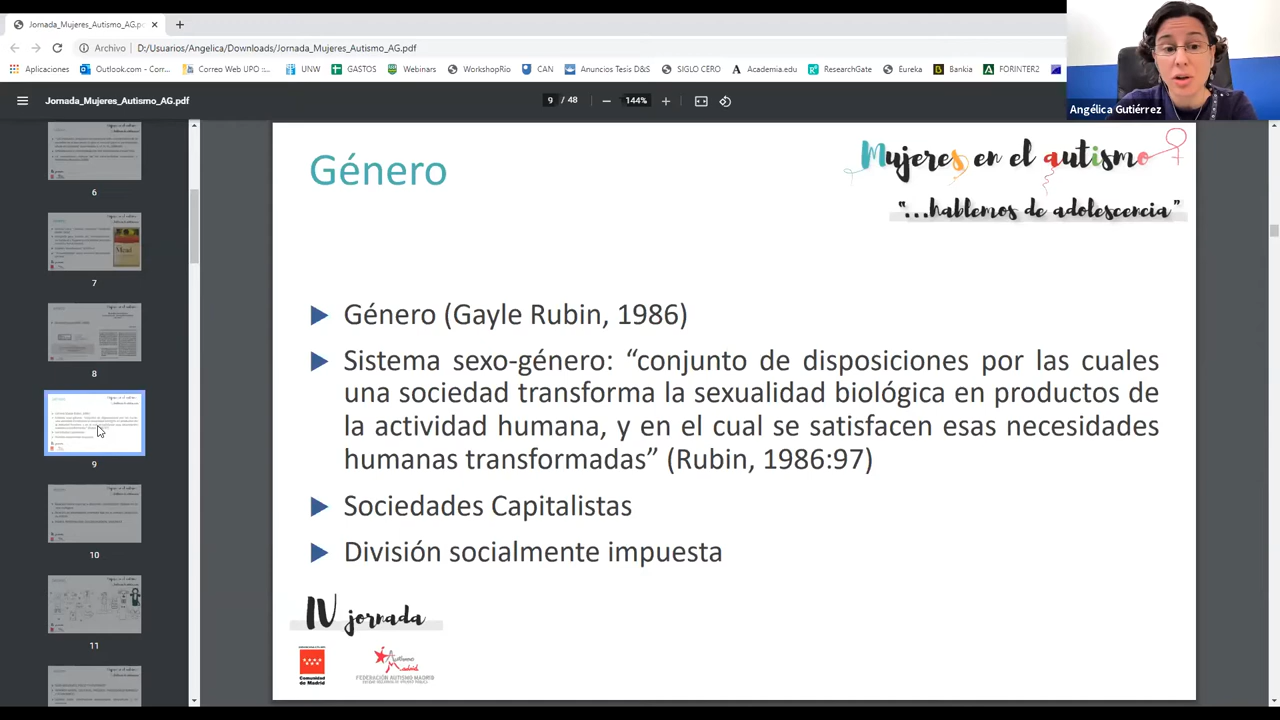 Jornada_Mujeres_Autismo_AG.pdf
Archivo D:/Usuarios/Angelica/Downloads/Jornada_Mujeres_Autismo_AG.pdf
Aplicaciones Outlook.com - Corr... Correo Web UPO ::... UNW GASTOS Webinars WorkshopRío CAN Anuncios Tesis D&S SIGLO CERO Academia.edu ResearchGate Eureka Bankia FORINTER2
Angélica Gutiérrez
Jornada_Mujeres_Autismo_AG.pdf
9 / 48
144%
6
7
8
9
10
11
Género
Mujeres en el autismo
“...hablemos de adolescencia”
Género (Gayle Rubin, 1986)
Sistema sexo-género: “conjunto de disposiciones por las cuales
una sociedad transforma la sexualidad biológica en productos de
la actividad humana, y en el cual se satisfacen esas necesidades
humanas transformadas” (Rubin, 1986:97)
Sociedades Capitalistas
División socialmente impuesta
IV jornada
Comunidad
de Madrid
Autismo
Madrid
FEDERACIÓN AUTISMO MADRID